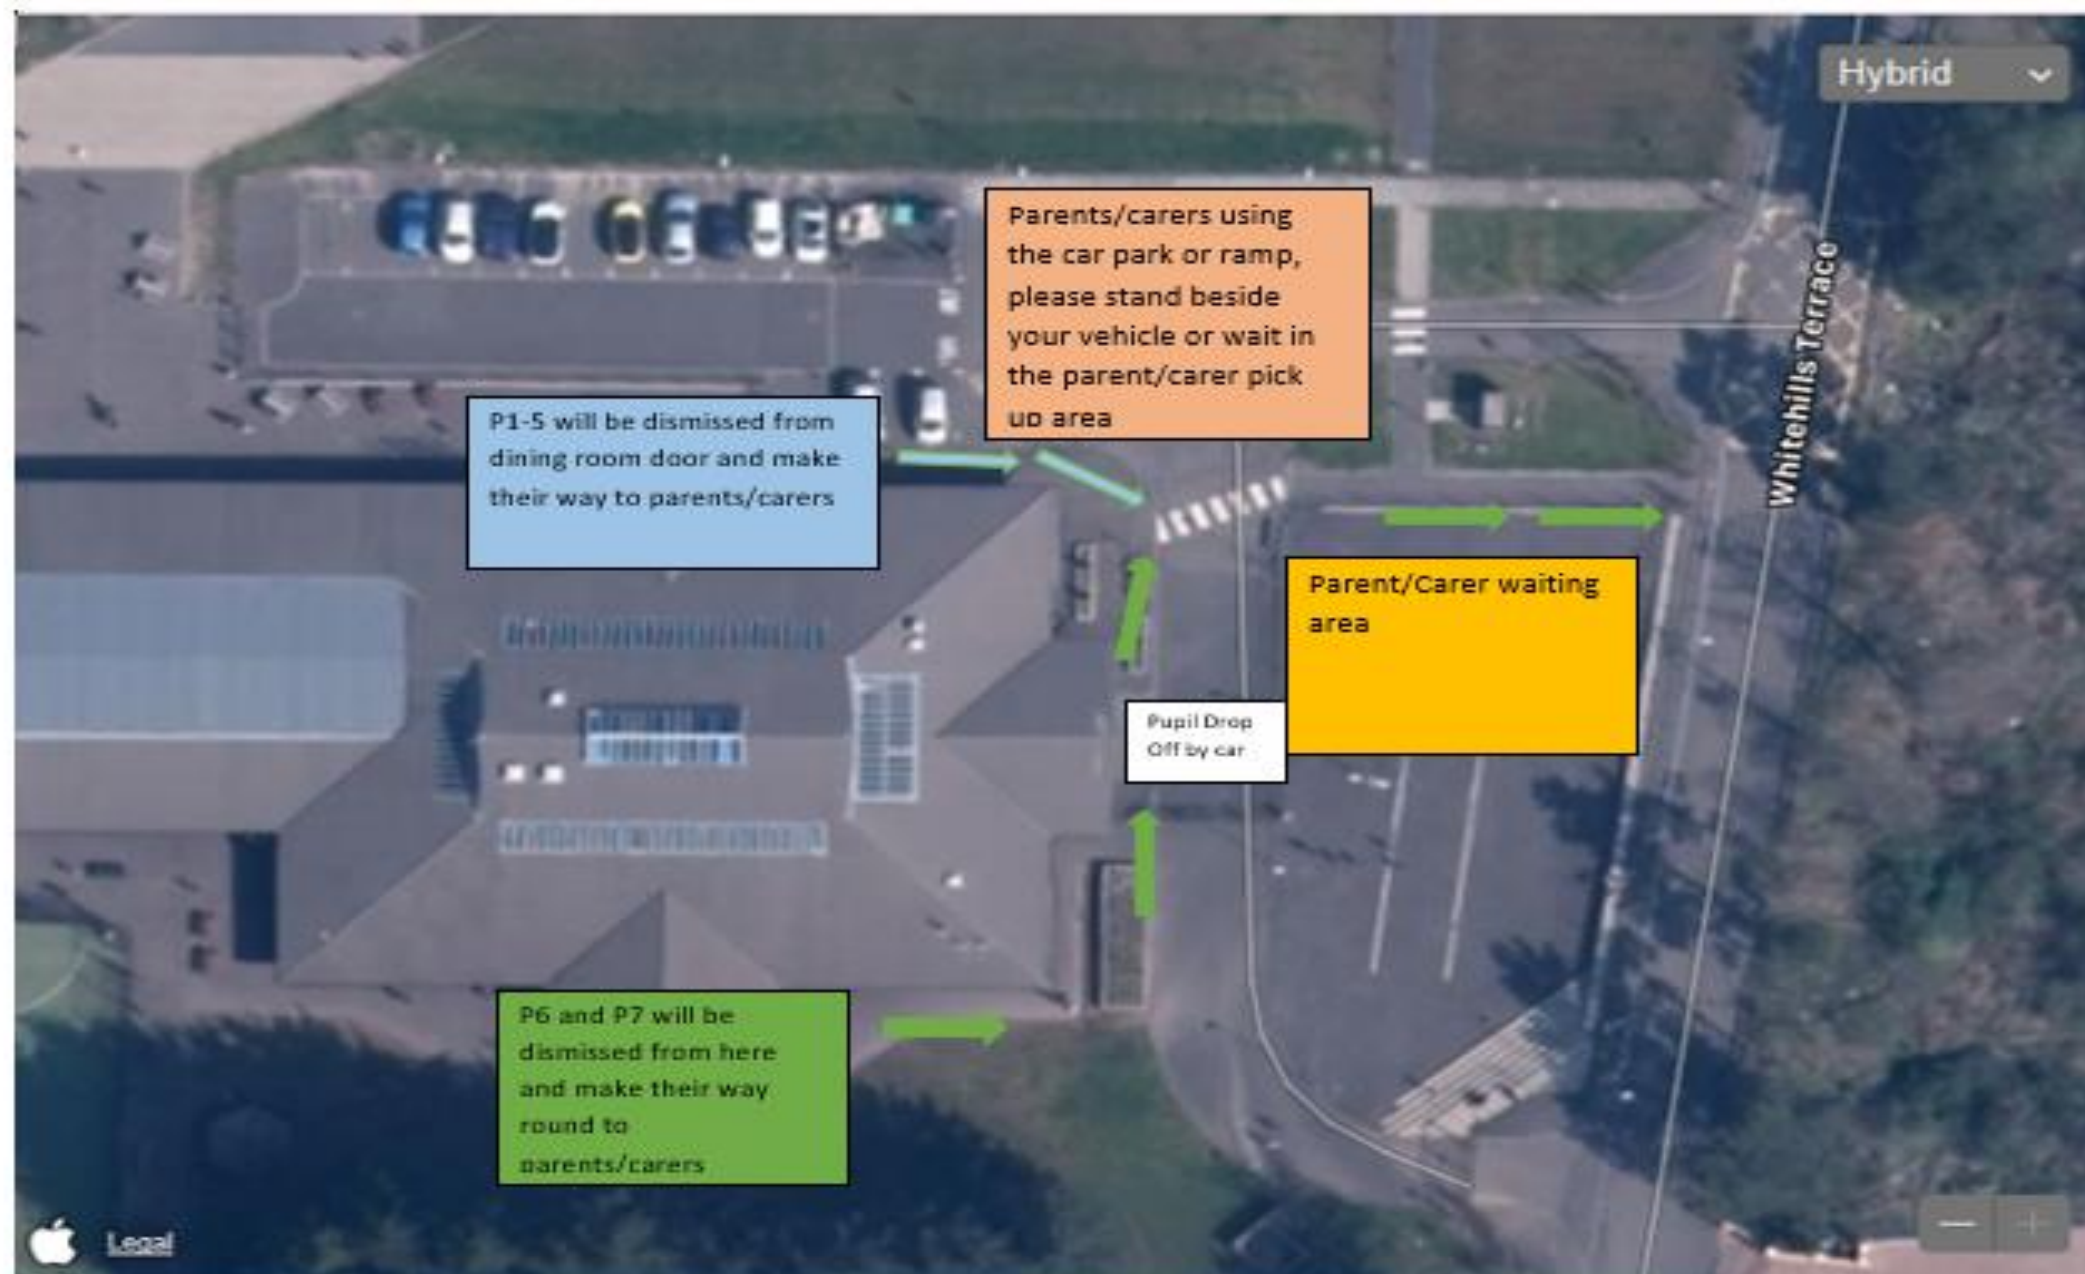 Hybrid
Parents/carers using
the car park or ramp,
please stand beside
your vehicle or wait in
the parent/carer pick
up area
Whitehills Terrace
P1-5 will be dismissed from
dining room door and make
their way to parents/carers
Parent/Carer waiting
area
Pupil Drop
Off by car
P6 and P7 will be
dismissed from here
and make their way
round to
parents/carers
Legal